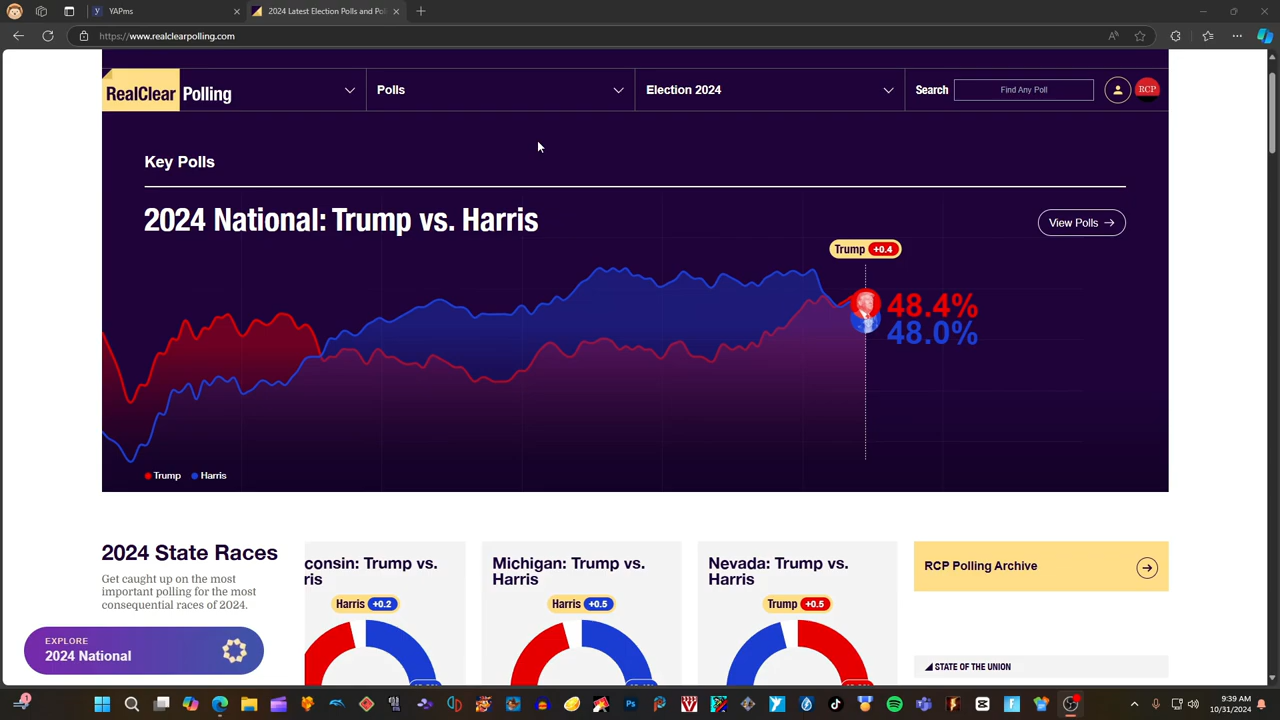 YAPms
2024 Latest Election Polls and Pol
https://www.realclearpolling.com
RealClear Polling
Polls
Election 2024
Search
Find Any Poll
RCP
Key Polls
2024 National: Trump vs. Harris
View Polls
Trump +0.4
48.4%
48.0%
Trump
Harris
2024 State Races
Get caught up on the most
important polling for the most
consequential races of 2024.
EXPLORE
2024 National
consin: Trump vs.
ris
Harris +0.2
Michigan: Trump vs.
Harris
Harris +0.5
Nevada: Trump vs.
Harris
Trump +0.5
RCP Polling Archive
STATE OF THE UNION
9:39 AM
10/31/2024